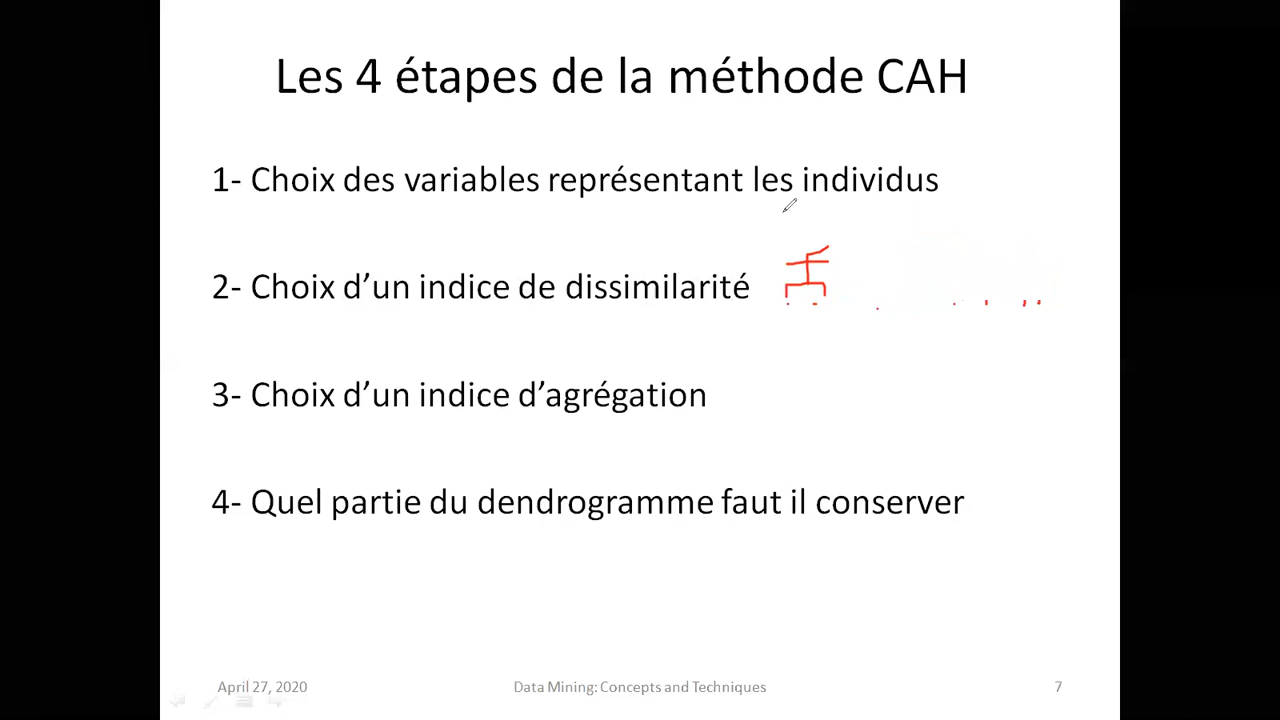 Les 4 étapes de la méthode CAH
1- Choix des variables représentant les individus
2- Choix d’un indice de dissimilarité
3- Choix d’un indice d’agrégation
4- Quel partie du dendrogramme faut il conserver
April 27, 2020
Data Mining: Concepts and Techniques
7